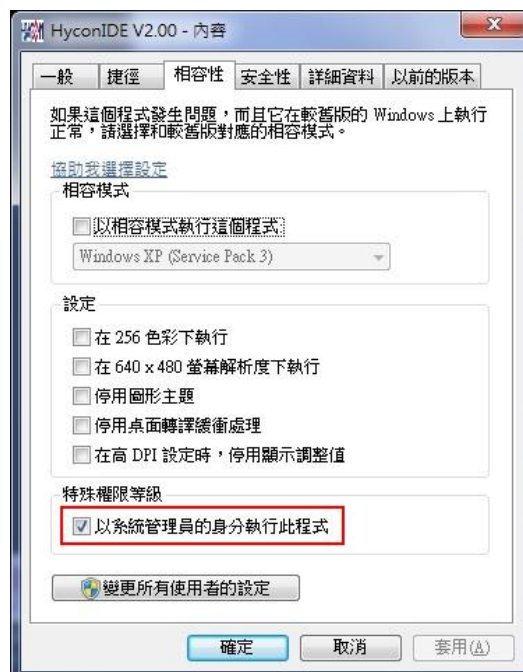 HyconIDE V2.00 - 內容
一般 捷徑 相容性 安全性 詳細資料 以前的版本
如果這個程式發生問題，而且它在較舊版的 Windows 上執行
正常，請選擇和較舊版對應的相容模式。
協助我選擇設定
相容模式
以相容模式執行這個程式:
Windows XP (Service Pack 3)
設定
在 256 色彩下執行
在 640 x 480 螢幕解析度下執行
停用圖形主題
停用桌面轉譯緩衝處理
在高 DPI 設定時，停用顯示調整值
特殊權限等級
以系統管理員的身分執行此程式
變更所有使用者的設定
確定 取消 套用(A)